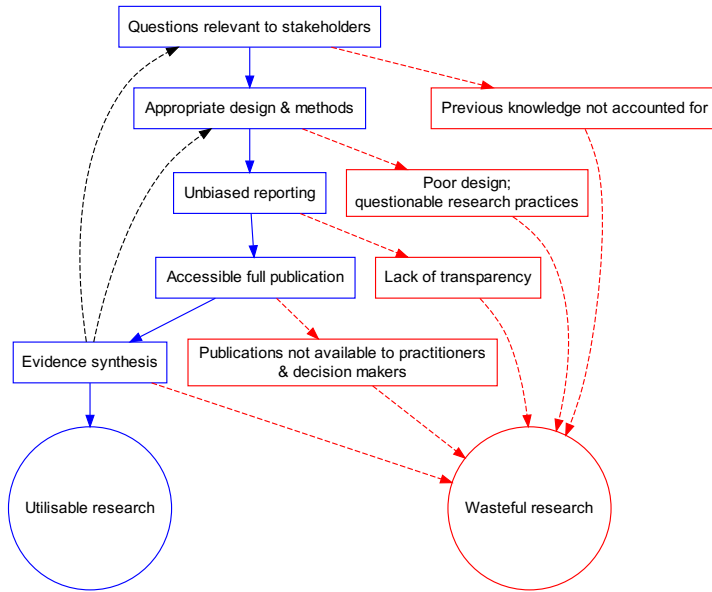 Questions relevant to stakeholders
Appropriate design & methods
Previous knowledge not accounted for
Unbiased reporting
Poor design;
questionable research practices
Accessible full publication
Lack of transparency
Evidence synthesis
Publications not available to practitioners
& decision makers
Utilisable research
Wasteful research